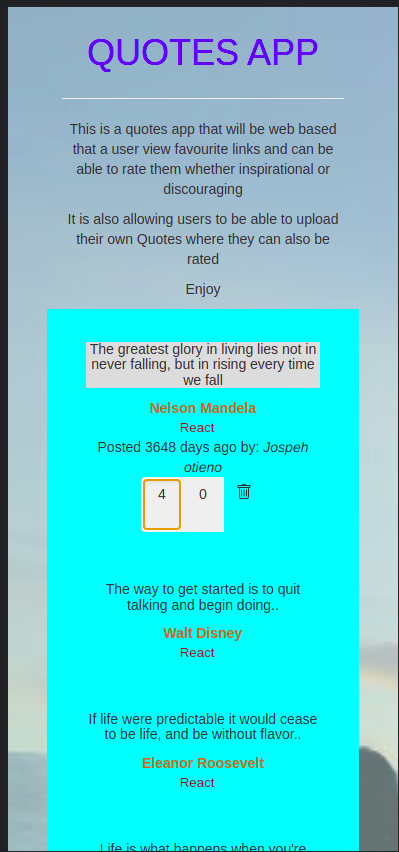 QUOTES APP
This is a quotes app that will be web based
that a user view favourite links and can be
able to rate them whether inspirational or
discouraging
It is also allowing users to be able to upload
their own Quotes where they can also be
rated
Enjoy
The greatest glory in living lies not in
never falling, but in rising every time
we fall
Nelson Mandela
React
Posted 3648 days ago by: Jospeh
otieno
4 0
The way to get started is to quit
talking and begin doing..
Walt Disney
React
If life were predictable it would cease
to be life, and be without flavor..
Eleanor Roosevelt
React
Life is what happens when you're